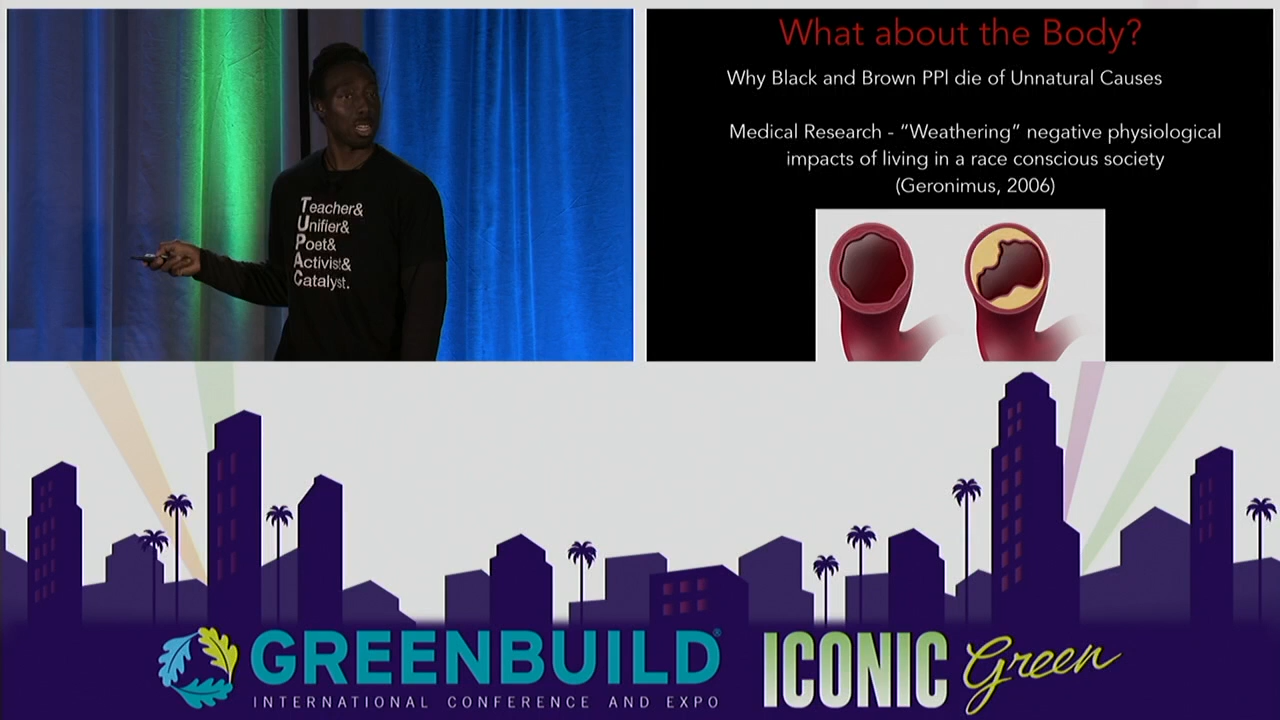 Teacher&
Unifier&
Poet&
Activist&
Catalyst.
What about the Body?
Why Black and Brown PPl die of Unnatural Causes
Medical Research - “Weathering” negative physiological
impacts of living in a race conscious society
(Geronimus, 2006)
GREENBUILD®
INTERNATIONAL CONFERENCE AND EXPO
ICONIC Green